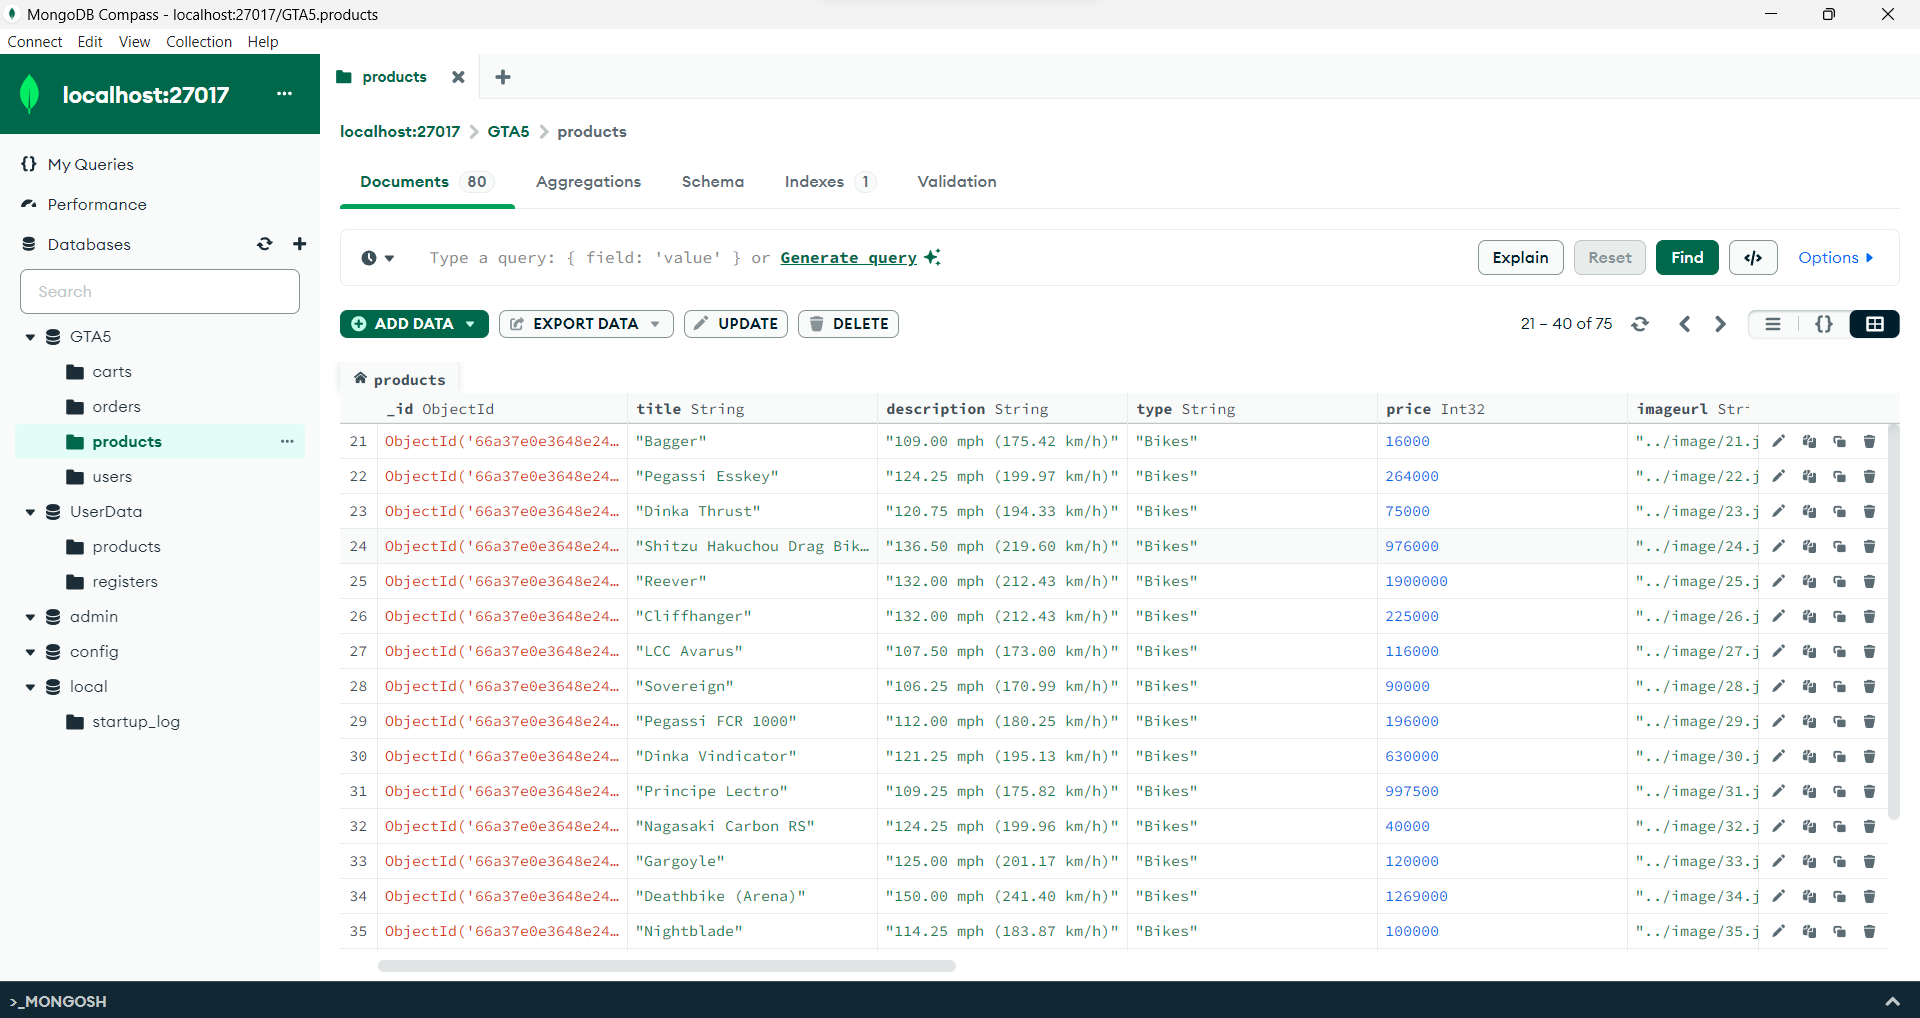 MongoDB Compass - localhost:27017/GTA5.products
Connect Edit View Collection Help
localhost:27017 ...
My Queries
Performance
Databases
Search
GTA5
carts
orders
products ...
users
UserData
products
registers
admin
config
local
startup_log
products
localhost:27017 > GTA5 > products
Documents 80 Aggregations Schema Indexes 1 Validation
Type a query: { field: 'value' } or Generate query
Explain Reset Find </> Options
ADD DATA EXPORT DATA UPDATE DELETE 21 – 40 of 75 {}
products
_id ObjectId title String description String type String price Int32 imageurl Str
21 ObjectId('66a37e0e3648e24… "Bagger" "109.00 mph (175.42 km/h)" "Bikes" 16000 "../image/21.j
22 ObjectId('66a37e0e3648e24… "Pegassi Esskey" "124.25 mph (199.97 km/h)" "Bikes" 264000 "../image/22.j
23 ObjectId('66a37e0e3648e24… "Dinka Thrust" "120.75 mph (194.33 km/h)" "Bikes" 75000 "../image/23.j
24 ObjectId('66a37e0e3648e24… "Shitzu Hakuchou Drag Bik… "136.50 mph (219.60 km/h)" "Bikes" 976000 "../image/24.j
25 ObjectId('66a37e0e3648e24… "Reever" "132.00 mph (212.43 km/h)" "Bikes" 1900000 "../image/25.j
26 ObjectId('66a37e0e3648e24… "Cliffhanger" "132.00 mph (212.43 km/h)" "Bikes" 225000 "../image/26.j
27 ObjectId('66a37e0e3648e24… "LCC Avarus" "107.50 mph (173.00 km/h)" "Bikes" 116000 "../image/27.j
28 ObjectId('66a37e0e3648e24… "Sovereign" "106.25 mph (170.99 km/h)" "Bikes" 90000 "../image/28.j
29 ObjectId('66a37e0e3648e24… "Pegassi FCR 1000" "112.00 mph (180.25 km/h)" "Bikes" 196000 "../image/29.j
30 ObjectId('66a37e0e3648e24… "Dinka Vindicator" "121.25 mph (195.13 km/h)" "Bikes" 630000 "../image/30.j
31 ObjectId('66a37e0e3648e24… "Principe Lectro" "109.25 mph (175.82 km/h)" "Bikes" 997500 "../image/31.j
32 ObjectId('66a37e0e3648e24… "Nagasaki Carbon RS" "124.25 mph (199.96 km/h)" "Bikes" 40000 "../image/32.j
33 ObjectId('66a37e0e3648e24… "Gargoyle" "125.00 mph (201.17 km/h)" "Bikes" 120000 "../image/33.j
34 ObjectId('66a37e0e3648e24… "Deathbike (Arena)" "150.00 mph (241.40 km/h)" "Bikes" 1269000 "../image/34.j
35 ObjectId('66a37e0e3648e24… "Nightblade" "114.25 mph (183.87 km/h)" "Bikes" 100000 "../image/35.j
>_MONGOSH